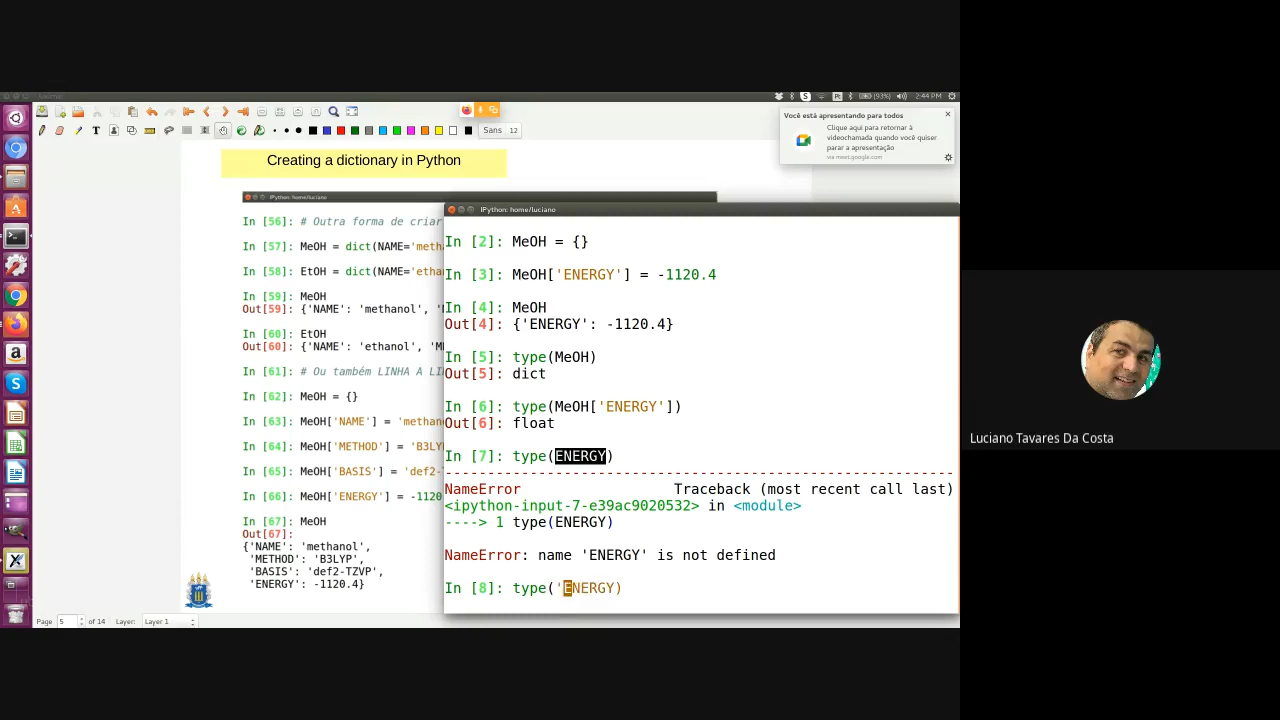 2:44 PM
(93%)
Sans 12
Você está apresentando para todos
Clique aqui para retornar à
videochamada quando você quiser
parar a apresentação
via meet.google.com
Creating a dictionary in Python
IPython: home/luciano
In [56]: # Outra forma de criar
In [57]: MeOH = dict(NAME='meth
In [58]: EtOH = dict(NAME='etha
In [59]: MeOH
Out[59]: {'NAME': 'methanol', '
In [60]: EtOH
Out[60]: {'NAME': 'ethanol', 'M
In [61]: # Ou também LINHA A LI
In [62]: MeOH = {}
In [63]: MeOH['NAME'] = 'methan
In [64]: MeOH['METHOD'] = 'B3LY
In [65]: MeOH['BASIS'] = 'def2-
In [66]: MeOH['ENERGY'] = -1120
In [67]: MeOH
Out[67]:
{'NAME': 'methanol',
'METHOD': 'B3LYP',
'BASIS': 'def2-TZVP',
'ENERGY': -1120.4}
IPython: home/luciano
In [2]: MeOH = {}
In [3]: MeOH['ENERGY'] = -1120.4
In [4]: MeOH
Out[4]: {'ENERGY': -1120.4}
In [5]: type(MeOH)
Out[5]: dict
In [6]: type(MeOH['ENERGY'])
Out[6]: float
In [7]: type(ENERGY)
---------------------------------------------------------------------------
NameError Traceback (most recent call last)
<ipython-input-7-e39ac9020532> in <module>
----> 1 type(ENERGY)
NameError: name 'ENERGY' is not defined
In [8]: type('ENERGY)
Page 5 of 14 Layer: Layer 1
Luciano Tavares Da Costa